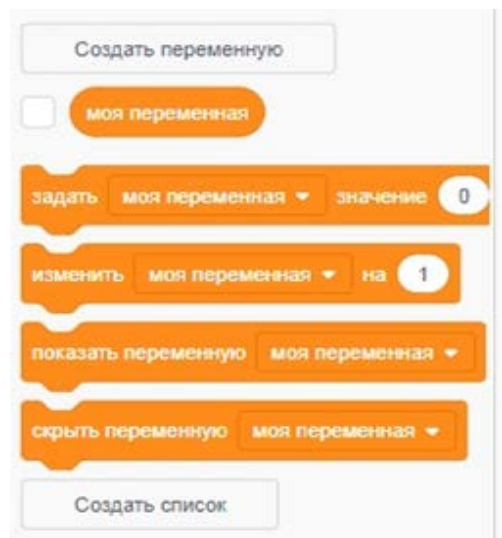 Создать переменную
моя переменная
задать моя переменная значение 0
изменить моя переменная на 1
показать переменную моя переменная
скрыть переменную моя переменная
Создать список